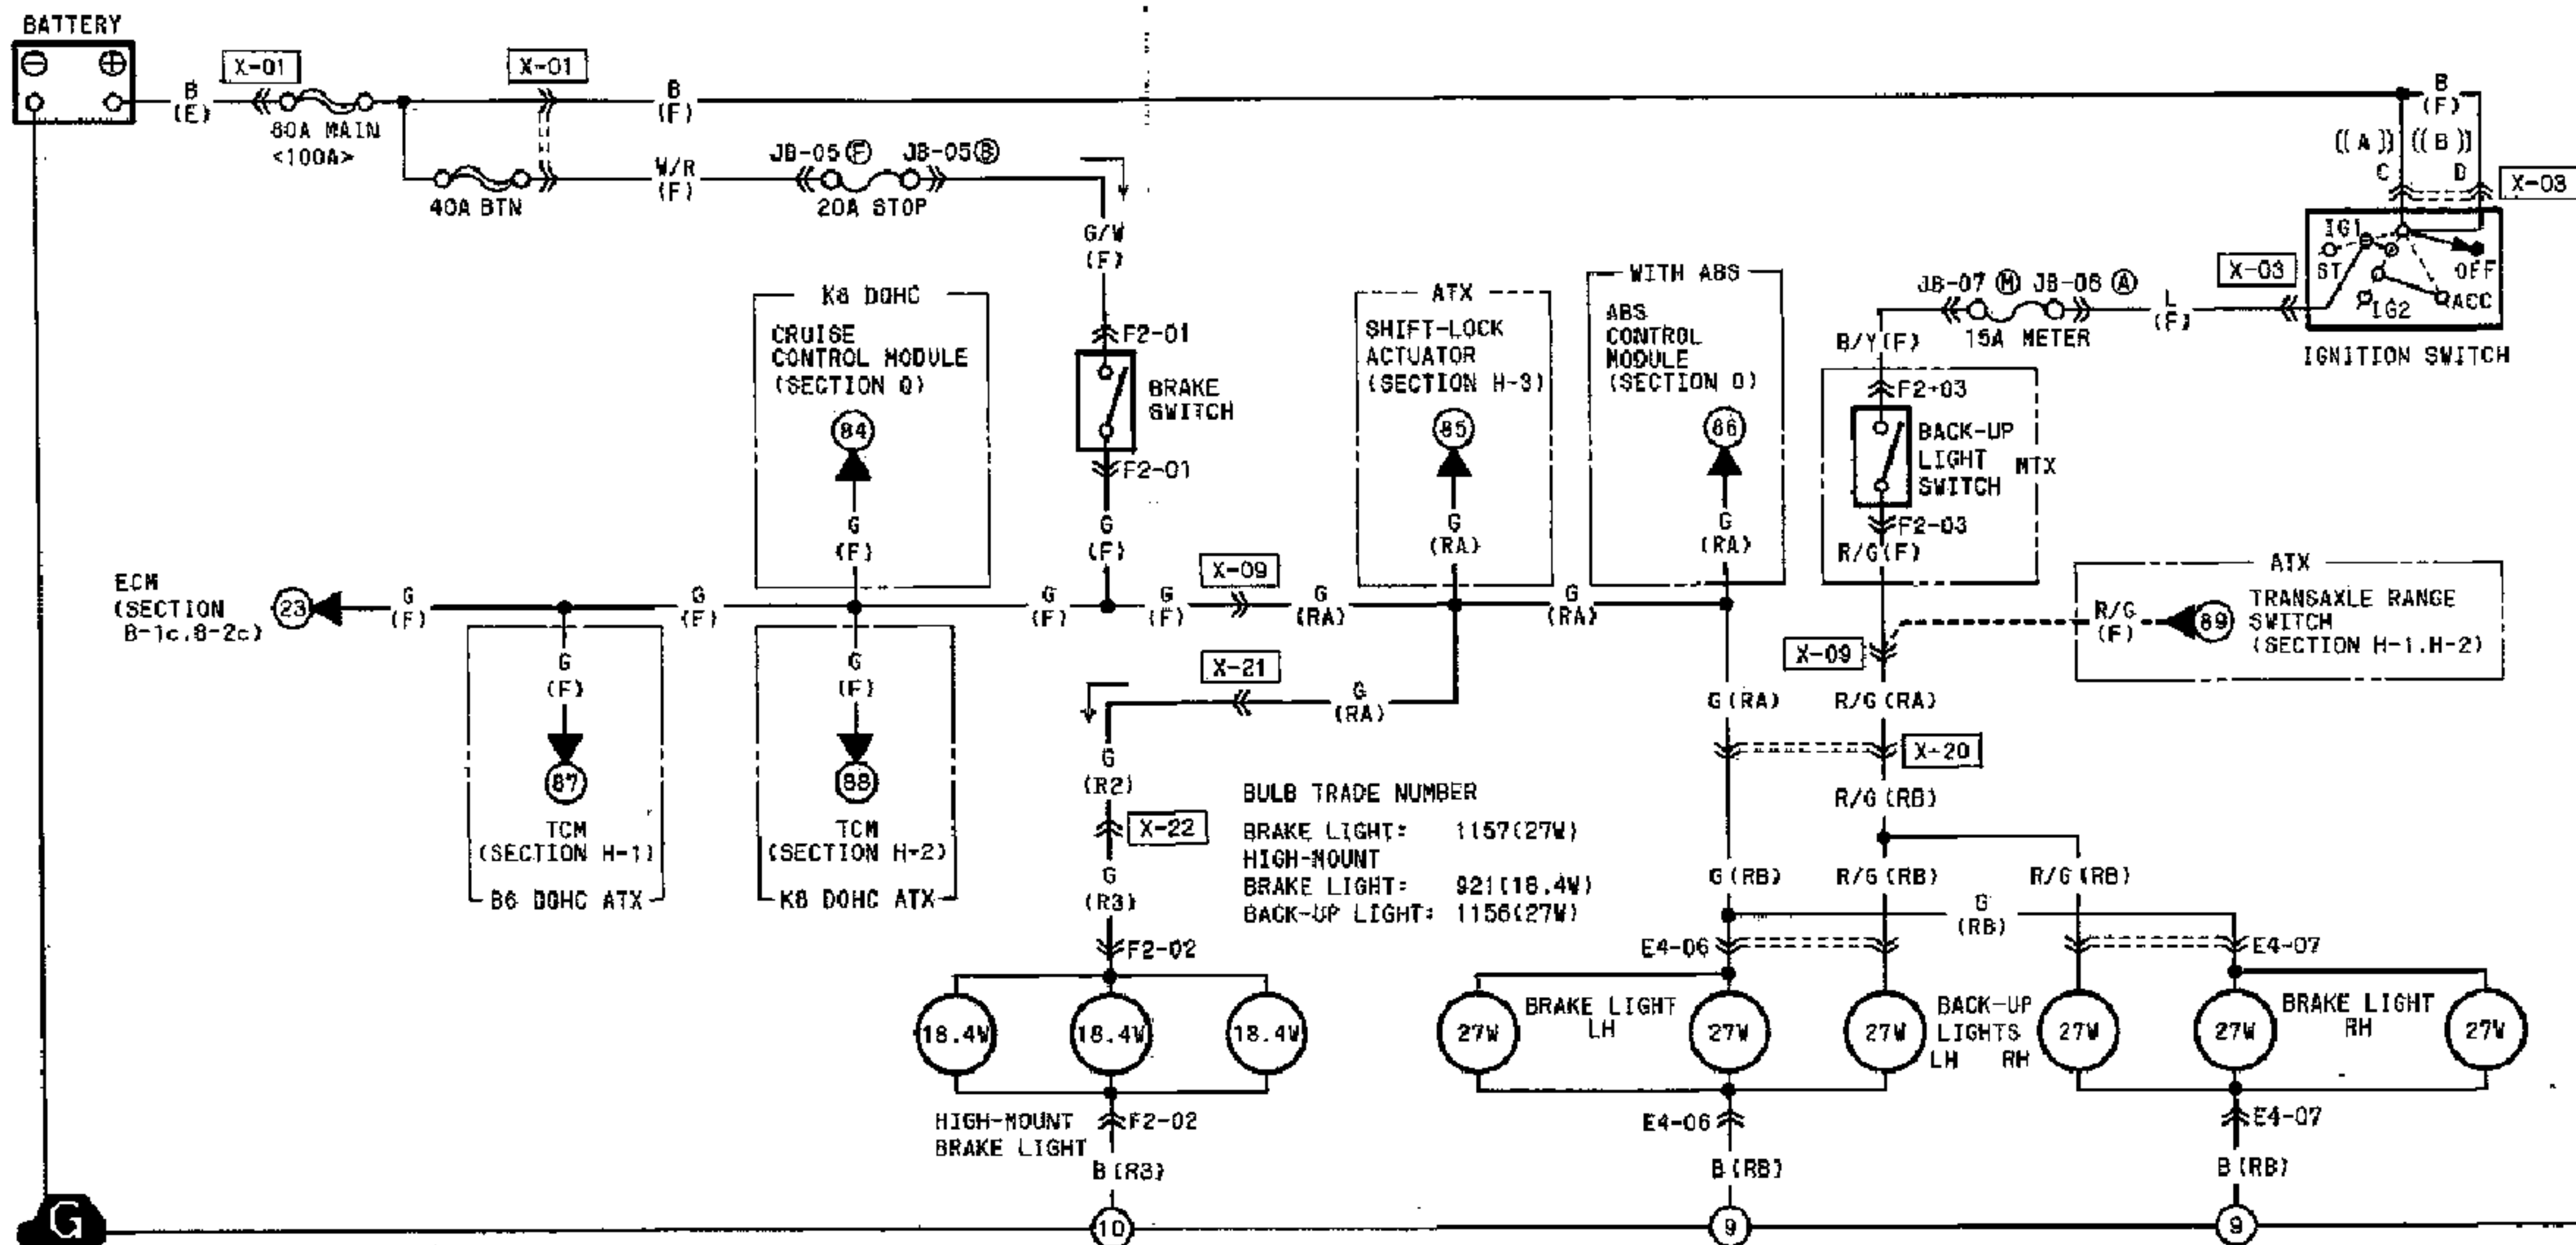 BATTERY
X-01
X-01
B
(E)
80A MAIN
<100A>
B
(F)
40A BTN
W/R
(F)
JB-05 F
JB-05 B
20A STOP
G/W
(F)
B
(F)
((A))
((B))
C
D
X-03
IG1
ST
OFF
IG2
ACC
IGNITION SWITCH
X-03
L
(F)
JB-07 M
JB-06 A
15A METER
B/Y(F)
F2-03
BACK-UP
LIGHT
SWITCH
MTX
F2-03
R/G(F)
K8 DOHC
CRUISE
CONTROL MODULE
(SECTION Q)
84
G
(F)
F2-01
BRAKE
SWITCH
F2-01
G
(F)
ATX
SHIFT-LOCK
ACTUATOR
(SECTION H-3)
85
G
(RA)
WITH ABS
ABS
CONTROL
MODULE
(SECTION O)
86
G
(RA)
ECM
(SECTION
B-1c.B-2c)
23
G
(F)
G
(F)
G
(F)
G
(F)
X-09
G
(RA)
G
(RA)
ATX
TRANSAXLE RANGE
SWITCH
(SECTION H-1.H-2)
89
R/G
(F)
X-09
G
(F)
87
TCM
(SECTION H-1)
B6 DOHC ATX
G
(F)
88
TCM
(SECTION H-2)
K8 DOHC ATX
X-21
G
(RA)
G
(R2)
X-22
G
(R3)
F2-02
G(RA)
R/G(RA)
X-20
R/G(RB)
BULB TRADE NUMBER
BRAKE LIGHT: 1157(27W)
HIGH-MOUNT
BRAKE LIGHT: 921(18.4W)
BACK-UP LIGHT: 1156(27W)
G(RB)
R/G(RB)
R/G(RB)
G
(RB)
E4-06
E4-07
18.4W
18.4W
18.4W
27W
BRAKE LIGHT
LH
27W
27W
BACK-UP
LIGHTS
LH RH
27W
27W
BRAKE LIGHT
RH
27W
HIGH-MOUNT
BRAKE LIGHT
F2-02
E4-06
E4-07
B(R3)
B(RB)
B(RB)
G
10
9
9